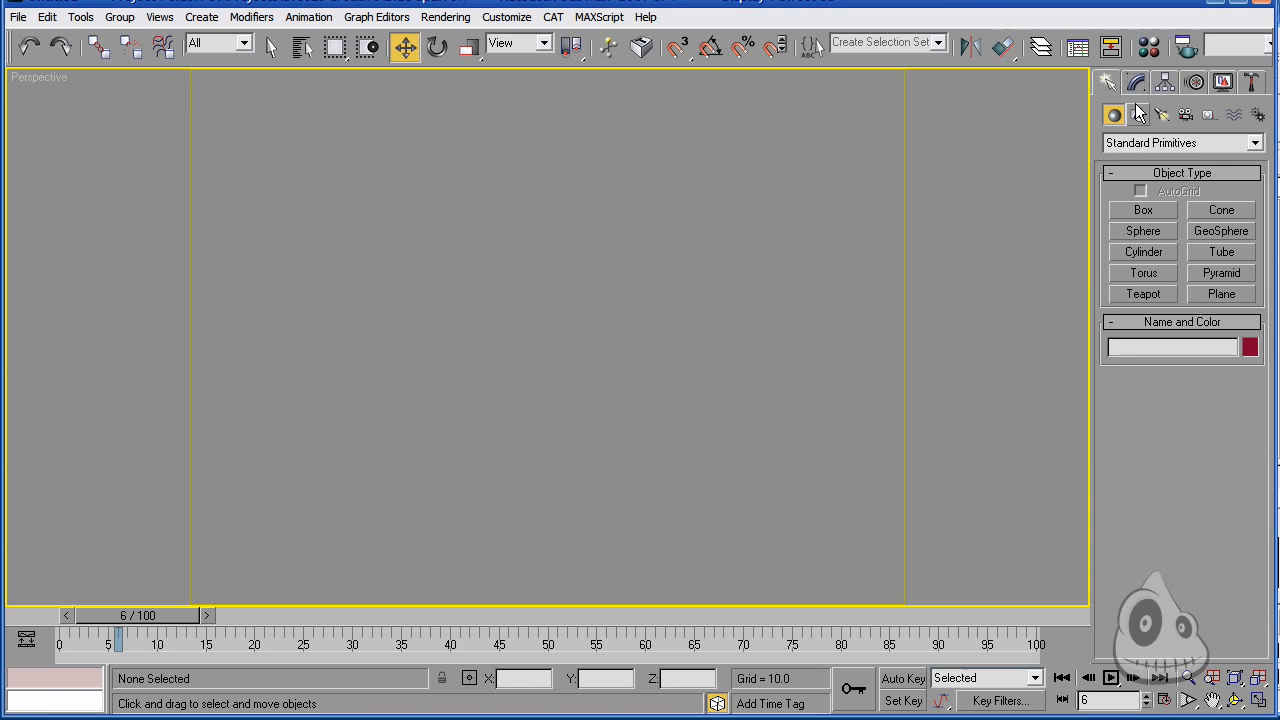 File Edit Tools Group Views Create Modifiers Animation Graph Editors Rendering Customize CAT MAXScript Help
All View 3 % ABC Create Selection Set
Perspective
Standard Primitives
- Object Type
AutoGrid
Box Cone
Sphere GeoSphere
Cylinder Tube
Torus Pyramid
Teapot Plane
- Name and Color
< 6 / 100 >
0 5 10 15 20 25 30 35 40 45 50 55 60 65 70 75 80 85 90 95 100
None Selected X: Y: Z: Grid = 10.0 Auto Key Selected
Click and drag to select and move objects Add Time Tag Set Key Key Filters... 6